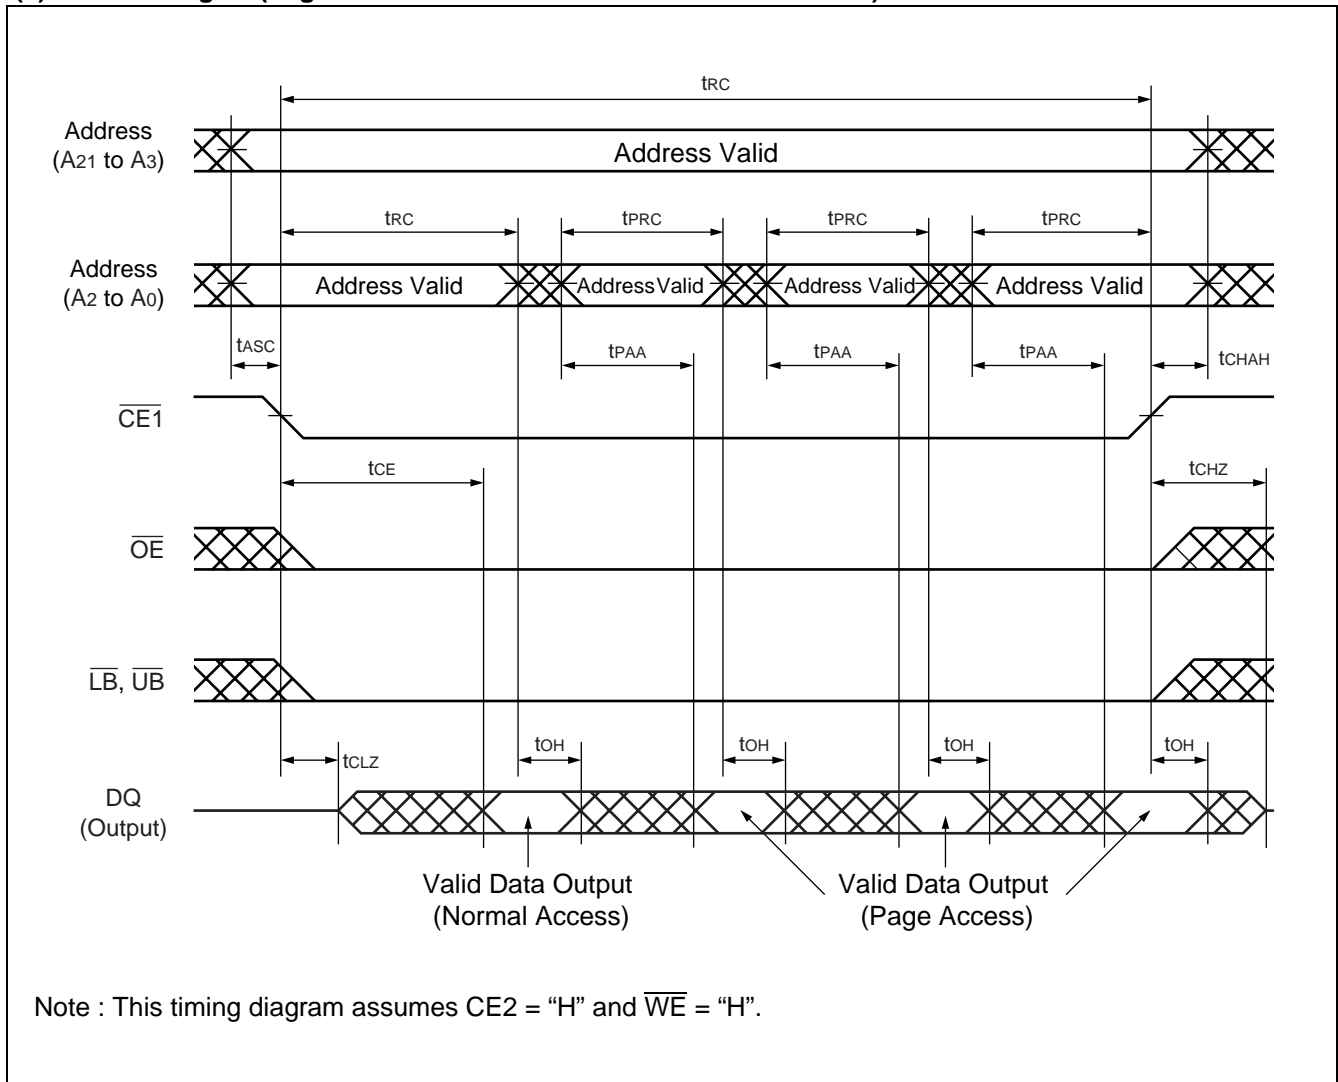 tRC
Address
(A21 to A3)
Address Valid
tRC
tPRC
tPRC
tPRC
Address
(A2 to A0)
Address Valid
Address Valid
Address Valid
Address Valid
tASC
tPAA
tPAA
tPAA
tCHAH
CE1
tCE
tCHZ
OE
LB, UB
tCLZ
tOH
tOH
tOH
tOH
DQ
(Output)
Valid Data Output
(Normal Access)
Valid Data Output
(Page Access)
Note : This timing diagram assumes CE2 = “H” and WE = “H”.